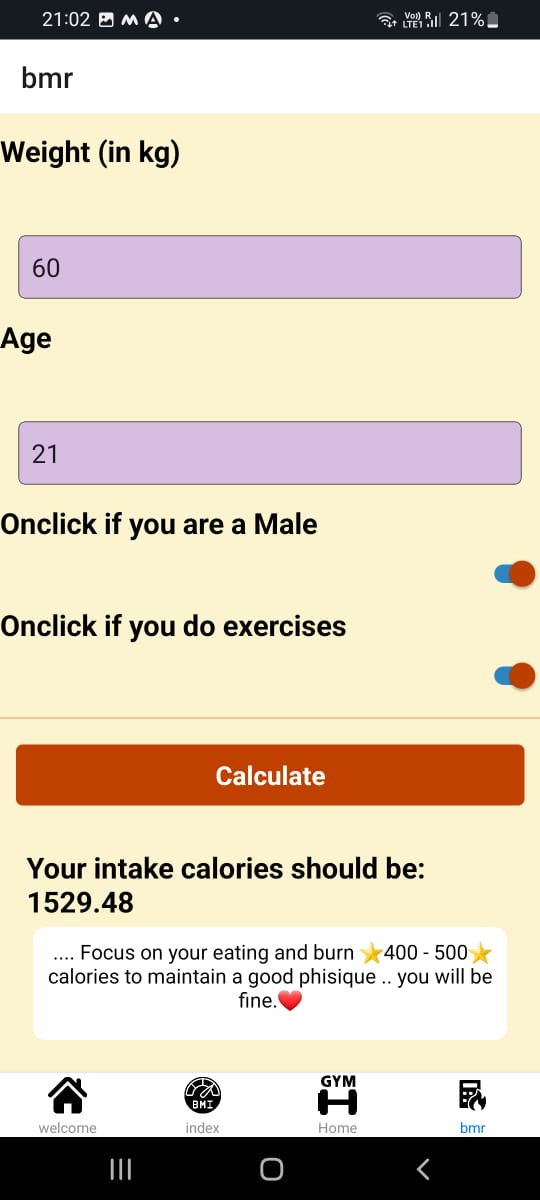 21:02
Vo)) R
LTE1
21%
bmr
Weight (in kg)
60
Age
21
Onclick if you are a Male
Onclick if you do exercises
Calculate
Your intake calories should be:
1529.48
.... Focus on your eating and burn ⭐400 - 500⭐
calories to maintain a good phisique .. you will be
fine.❤️
BMI
GYM
welcome
index
Home
bmr